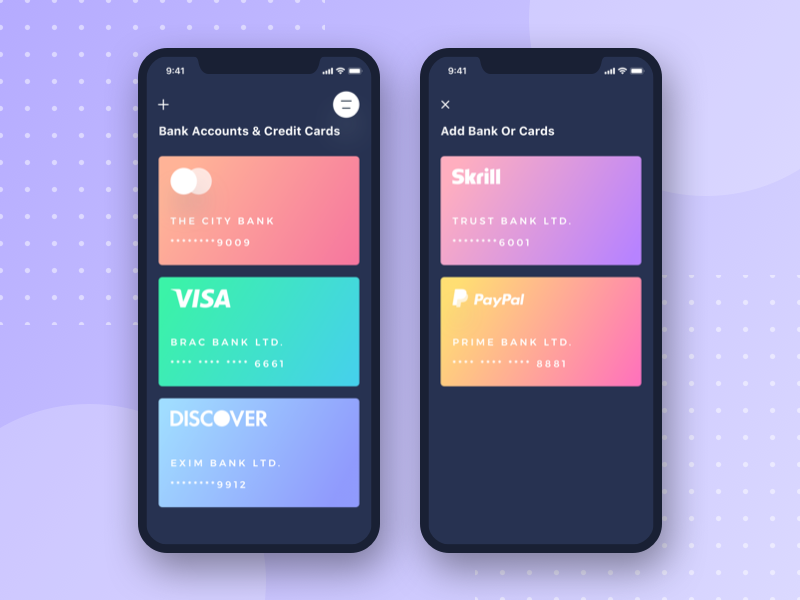 9:41
Bank Accounts & Credit Cards
THE CITY BANK
********9009
VISA
BRAC BANK LTD.
**** **** **** 6661
DISCOVER
EXIM BANK LTD.
********9912
9:41
Add Bank Or Cards
Skrill
TRUST BANK LTD.
********6001
PayPal
PRIME BANK LTD.
**** **** **** 8881